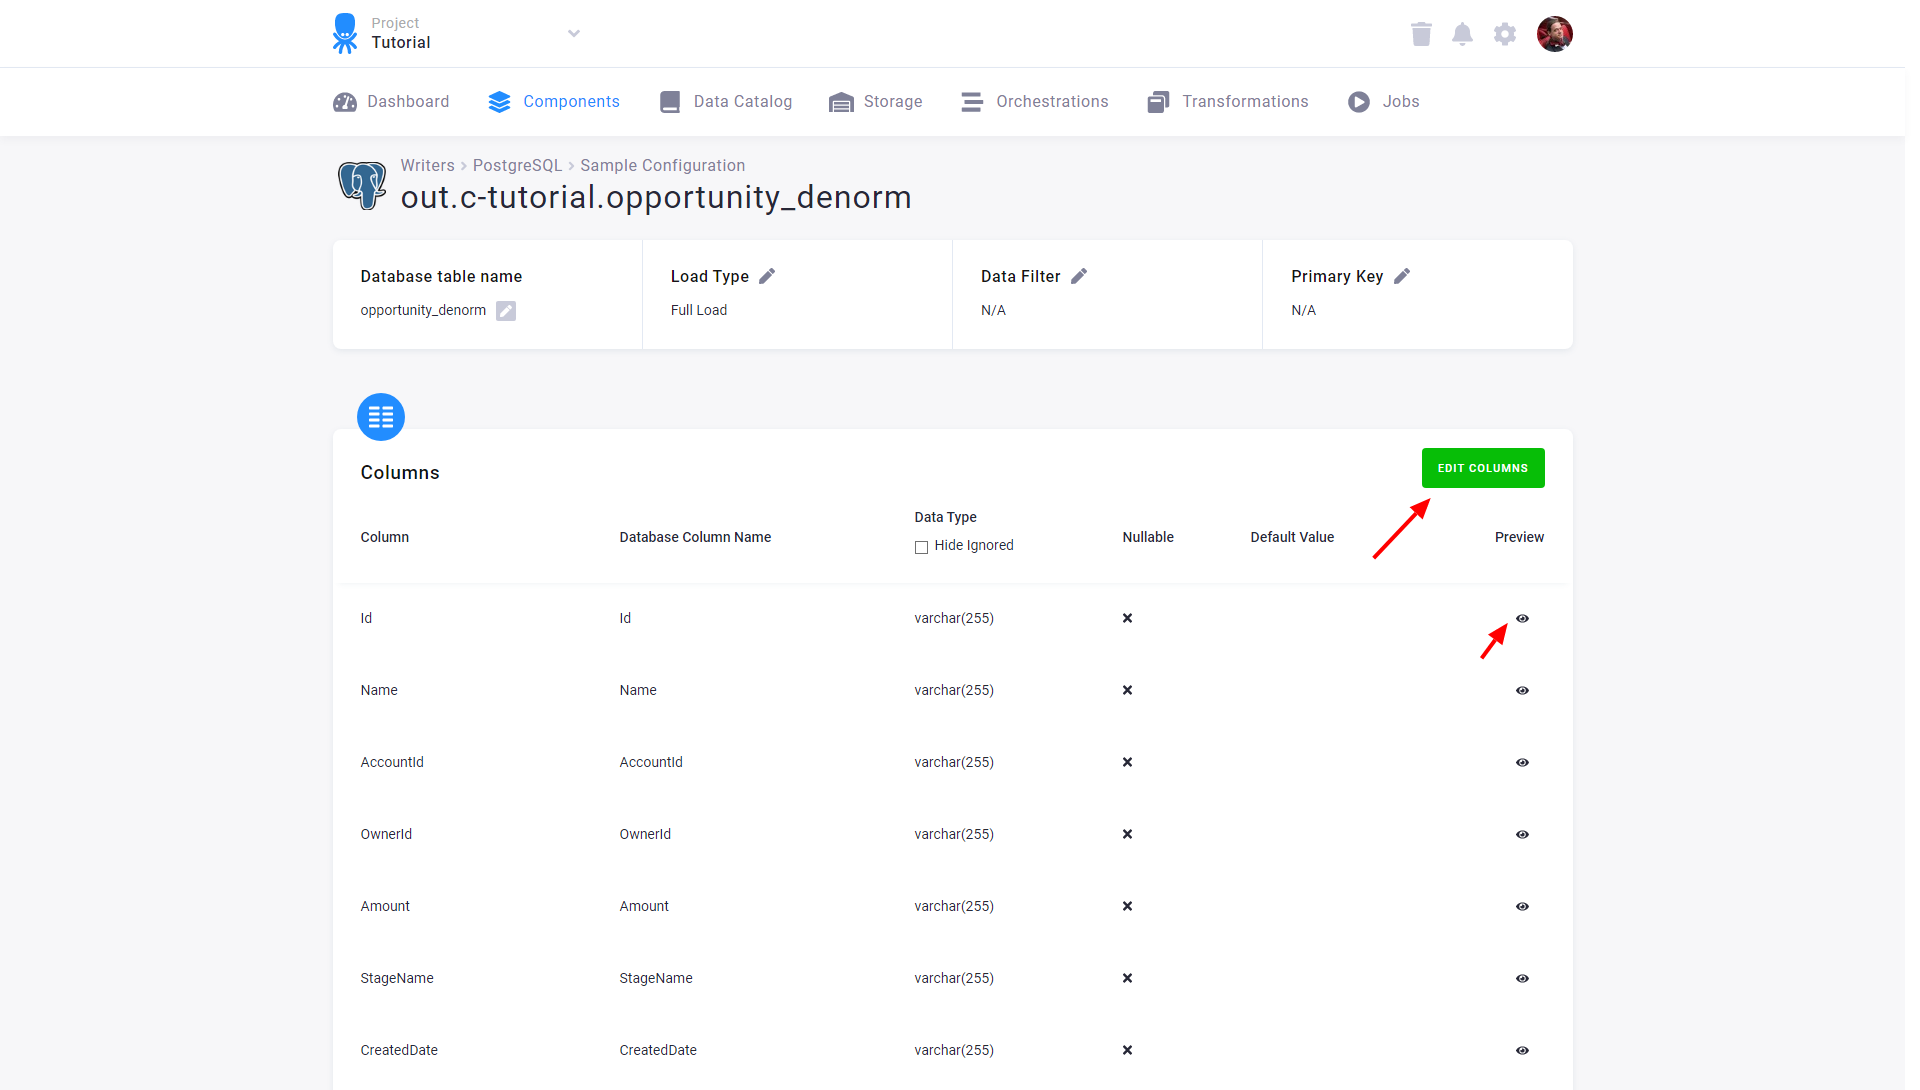 Project
Tutorial
Dashboard Components Data Catalog Storage Orchestrations Transformations Jobs
Writers > PostgreSQL > Sample Configuration
out.c-tutorial.opportunity_denorm
Database table name Load Type Data Filter Primary Key
opportunity_denorm Full Load N/A N/A
Columns EDIT COLUMNS
Column Database Column Name Data Type Nullable Default Value Preview
Hide Ignored
Id Id varchar(255)
Name Name varchar(255)
AccountId AccountId varchar(255)
OwnerId OwnerId varchar(255)
Amount Amount varchar(255)
StageName StageName varchar(255)
CreatedDate CreatedDate varchar(255)